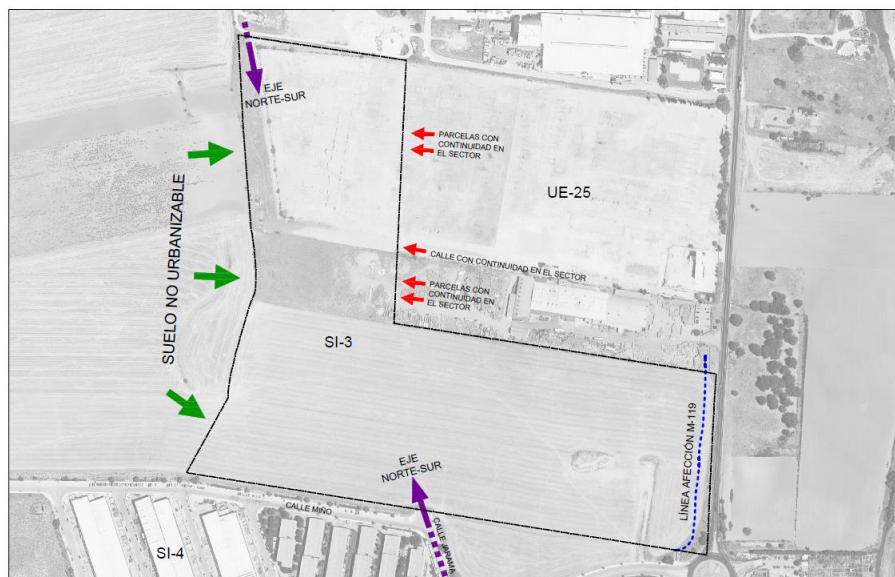 EJE
NORTE-SUR
PARCELAS CON
CONTINUIDAD EN
EL SECTOR
UE-25
SUELO NO URBANIZABLE
CALLE CON CONTINUIDAD EN EL SECTOR
PARCELAS CON
CONTINUIDAD EN
EL SECTOR
SI-3
LÍNEA AFECCIÓN M-119
EJE
NORTE-SUR
CALLE MIÑO
CALLE JARAMA
SI-4